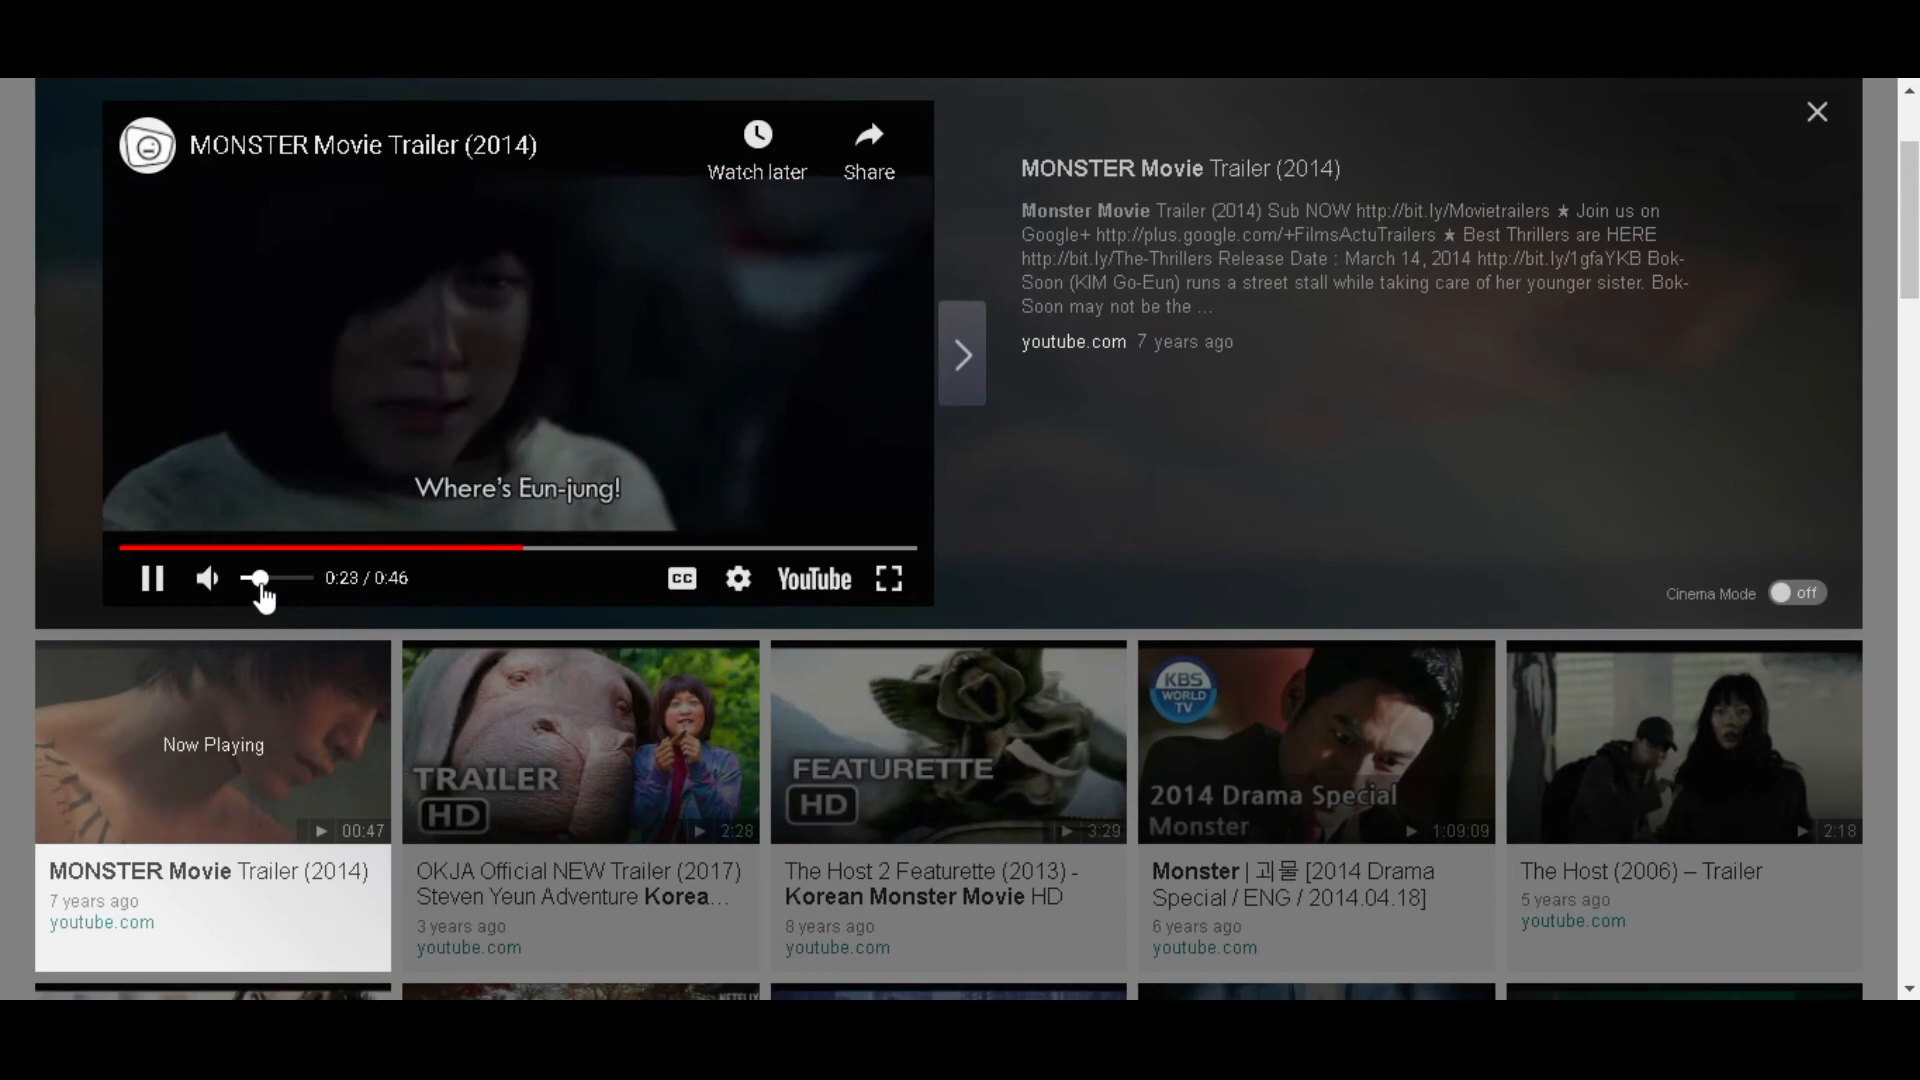 MONSTER Movie Trailer (2014)
Watch later
Share
Where's Eun-jung!
0:23 / 0:46
CC
YouTube
MONSTER Movie Trailer (2014)
Monster Movie Trailer (2014) Sub NOW http://bit.ly/Movietrailers ★ Join us on
Google+ http://plus.google.com/+FilmsActuTrailers ★ Best Thrillers are HERE
http://bit.ly/The-Thrillers Release Date : March 14, 2014 http://bit.ly/1gfaYKB Bok-
Soon (KIM Go-Eun) runs a street stall while taking care of her younger sister. Bok-
Soon may not be the ...
youtube.com 7 years ago
Cinema Mode off
Now Playing
00:47
MONSTER Movie Trailer (2014)
7 years ago
youtube.com
TRAILER
HD
2:28
OKJA Official NEW Trailer (2017)
Steven Yeun Adventure Korea...
3 years ago
youtube.com
FEATURETTE
HD
3:29
The Host 2 Featurette (2013) -
Korean Monster Movie HD
8 years ago
youtube.com
KBS
WORLD
TV
2014 Drama Special
Monster
1:09:09
Monster | 괴물 [2014 Drama
Special / ENG / 2014.04.18]
6 years ago
youtube.com
2:18
The Host (2006) – Trailer
5 years ago
youtube.com
NETFLIX